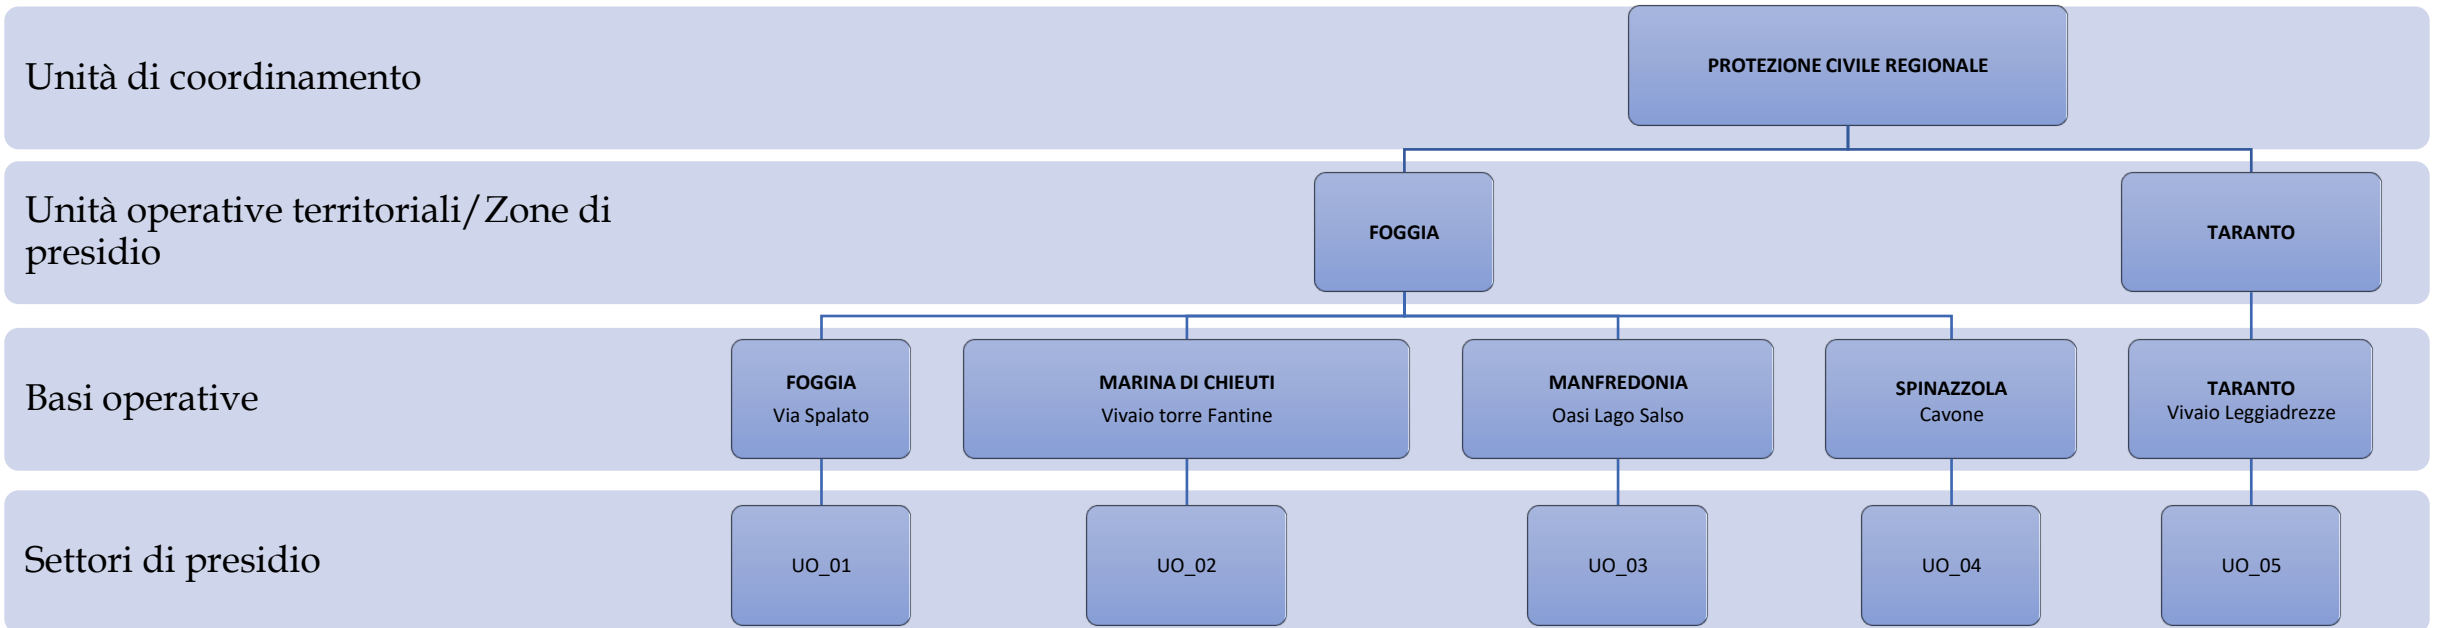 Unità di coordinamento
PROTEZIONE CIVILE REGIONALE
Unità operative territoriali/Zone di
presidio
FOGGIA
TARANTO
Basi operative
FOGGIA
Via Spalato
MARINA DI CHIEUTI
Vivaio torre Fantine
MANFREDONIA
Oasi Lago Salso
SPINAZZOLA
Cavone
TARANTO
Vivaio Leggiadrezze
Settori di presidio
UO_01
UO_02
UO_03
UO_04
UO_05